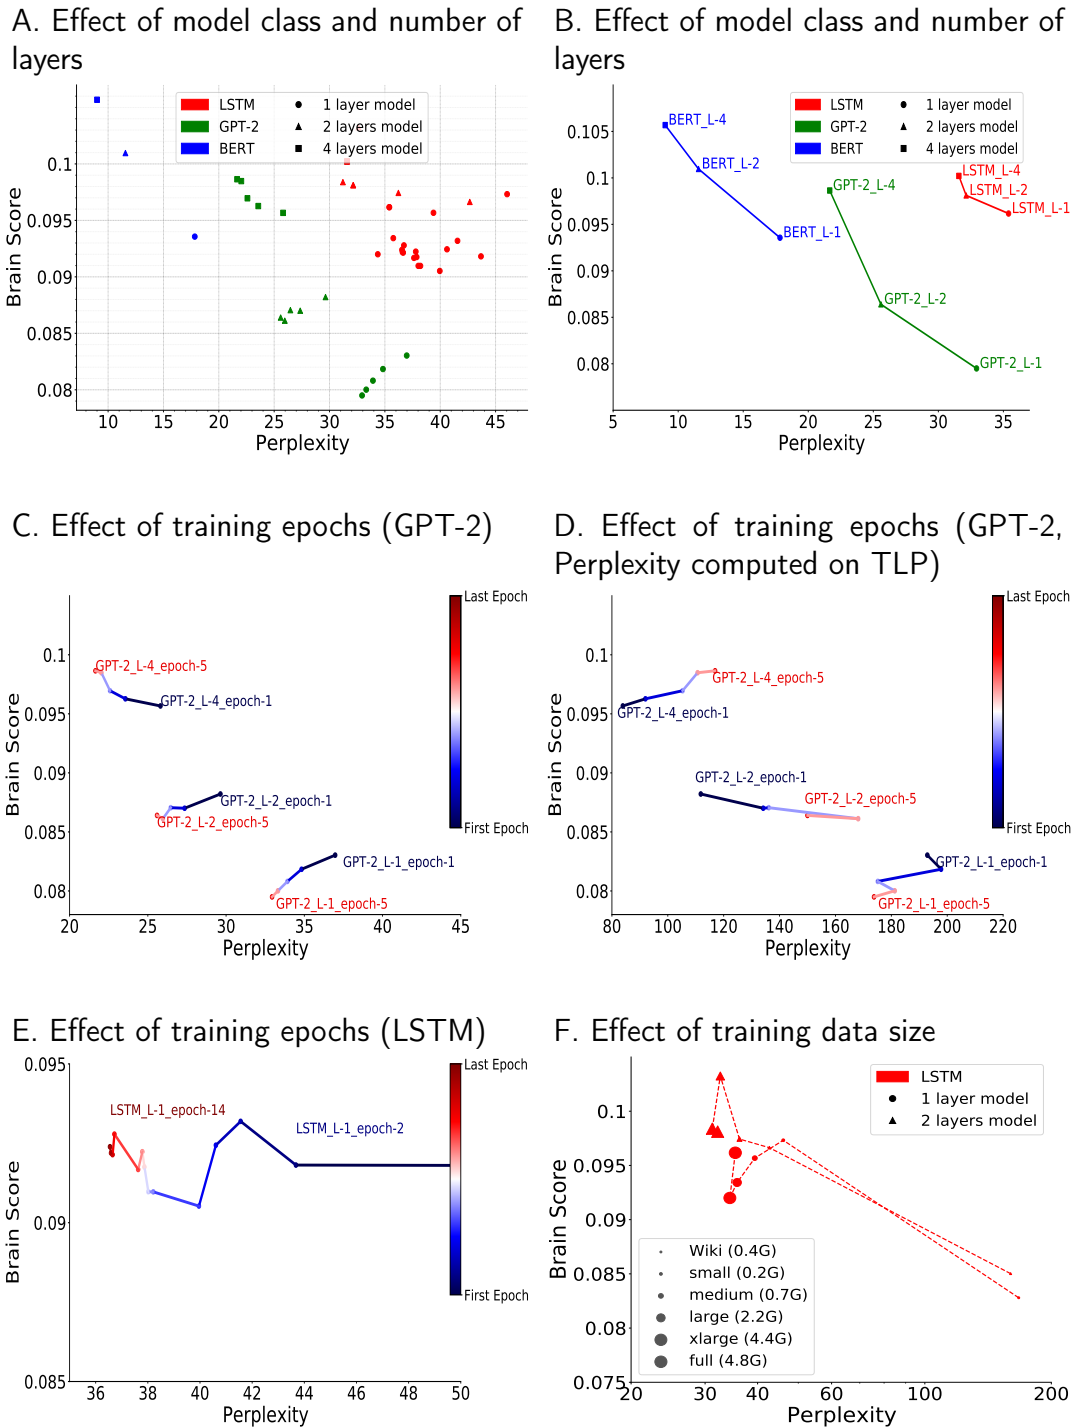 A. Effect of model class and number of
layers
LSTM
GPT-2
BERT
1 layer model
2 layers model
4 layers model
0.1
0.095
0.09
0.085
0.08
Brain Score
10 15 20 25 30 35 40 45
Perplexity
B. Effect of model class and number of
layers
LSTM
GPT-2
BERT
1 layer model
2 layers model
4 layers model
BERT_L-4
BERT_L-2
BERT_L-1
GPT-2_L-4
GPT-2_L-2
GPT-2_L-1
LSTM_L-4
LSTM_L-2
LSTM_L-1
0.105
0.1
0.095
0.09
0.085
0.08
Brain Score
5 10 15 20 25 30 35
Perplexity
C. Effect of training epochs (GPT-2)
Last Epoch
First Epoch
GPT-2_L-4_epoch-5
GPT-2_L-4_epoch-1
GPT-2_L-2_epoch-1
GPT-2_L-2_epoch-5
GPT-2_L-1_epoch-1
GPT-2_L-1_epoch-5
0.1
0.095
0.09
0.085
0.08
Brain Score
20 25 30 35 40 45
Perplexity
D. Effect of training epochs (GPT-2,
Perplexity computed on TLP)
Last Epoch
First Epoch
GPT-2_L-4_epoch-5
GPT-2_L-4_epoch-1
GPT-2_L-2_epoch-1
GPT-2_L-2_epoch-5
GPT-2_L-1_epoch-1
GPT-2_L-1_epoch-5
0.1
0.095
0.09
0.085
0.08
Brain Score
80 100 120 140 160 180 200 220
Perplexity
E. Effect of training epochs (LSTM)
Last Epoch
First Epoch
LSTM_L-1_epoch-14
LSTM_L-1_epoch-2
0.095
0.09
0.085
Brain Score
36 38 40 42 44 46 48 50
Perplexity
F. Effect of training data size
LSTM
1 layer model
2 layers model
Wiki (0.4G)
small (0.2G)
medium (0.7G)
large (2.2G)
xlarge (4.4G)
full (4.8G)
0.1
0.095
0.09
0.085
0.08
0.075
Brain Score
20 30 40 60 100 200
Perplexity